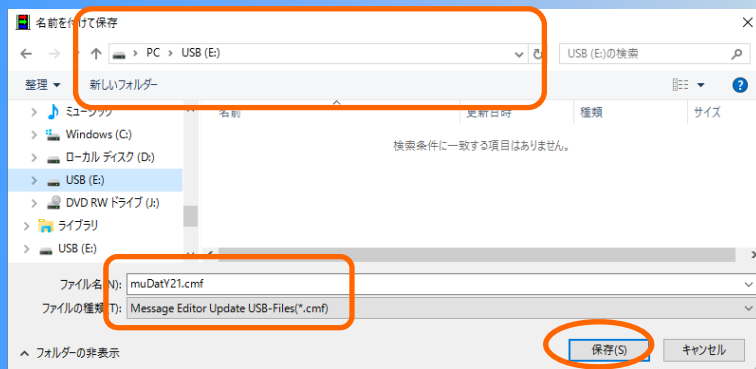 名前を付けて保存
PC > USB (E:)
USB (E:)の検索
整理 新しいフォルダー
名前 更新日時 種類 サイズ
検索条件に一致する項目はありません。
ミュージック
Windows (C:)
ローカル ディスク (D:)
USB (E:)
DVD RW ドライブ (J:)
ライブラリ
USB (E:)
ファイル名(N): muDatY21.cmf
ファイルの種類(T): Message Editor Update USB-Files(*.cmf)
フォルダーの非表示 保存(S) キャンセル